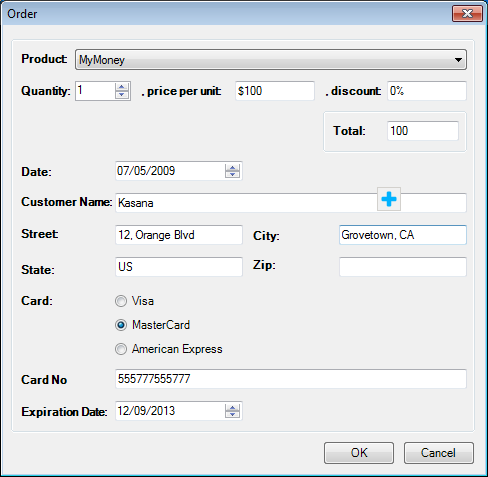 Order
Product: MyMoney
Quantity: 1 , price per unit: $100 , discount: 0%
Total: 100
Date: 07/05/2009
Customer Name: Kasana
Street: 12, Orange Blvd City: Grovetown, CA
State: US Zip:
Card: Visa
MasterCard
American Express
Card No 555777555777
Expiration Date: 12/09/2013
OK Cancel